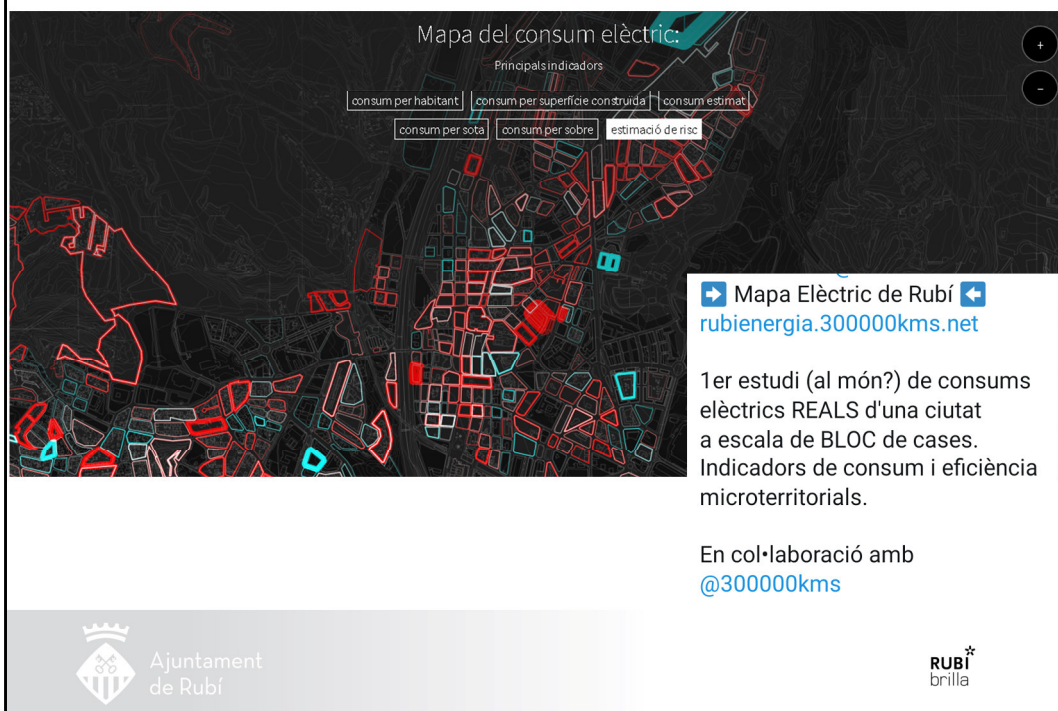 Mapa del consum elèctric:
Principals indicadors
consum per habitant consum per superfície construïda consum estimat
consum per sota consum per sobre estimació de risc
+
−
➡ Mapa Elèctric de Rubí ⬅
rubienergia.300000kms.net
1er estudi (al món?) de consums
elèctrics REALS d'una ciutat
a escala de BLOC de cases.
Indicadors de consum i eficiència
microterritorials.
En col•laboració amb
@300000kms
Ajuntament
de Rubí
RUBÍ
brilla